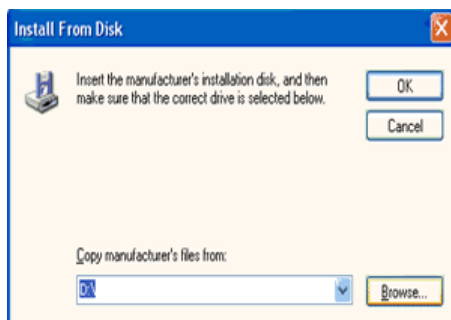 Install From Disk
Insert the manufacturer's installation disk, and then
make sure that the correct drive is selected below.
OK
Cancel
Copy manufacturer's files from:
D:\
Browse...